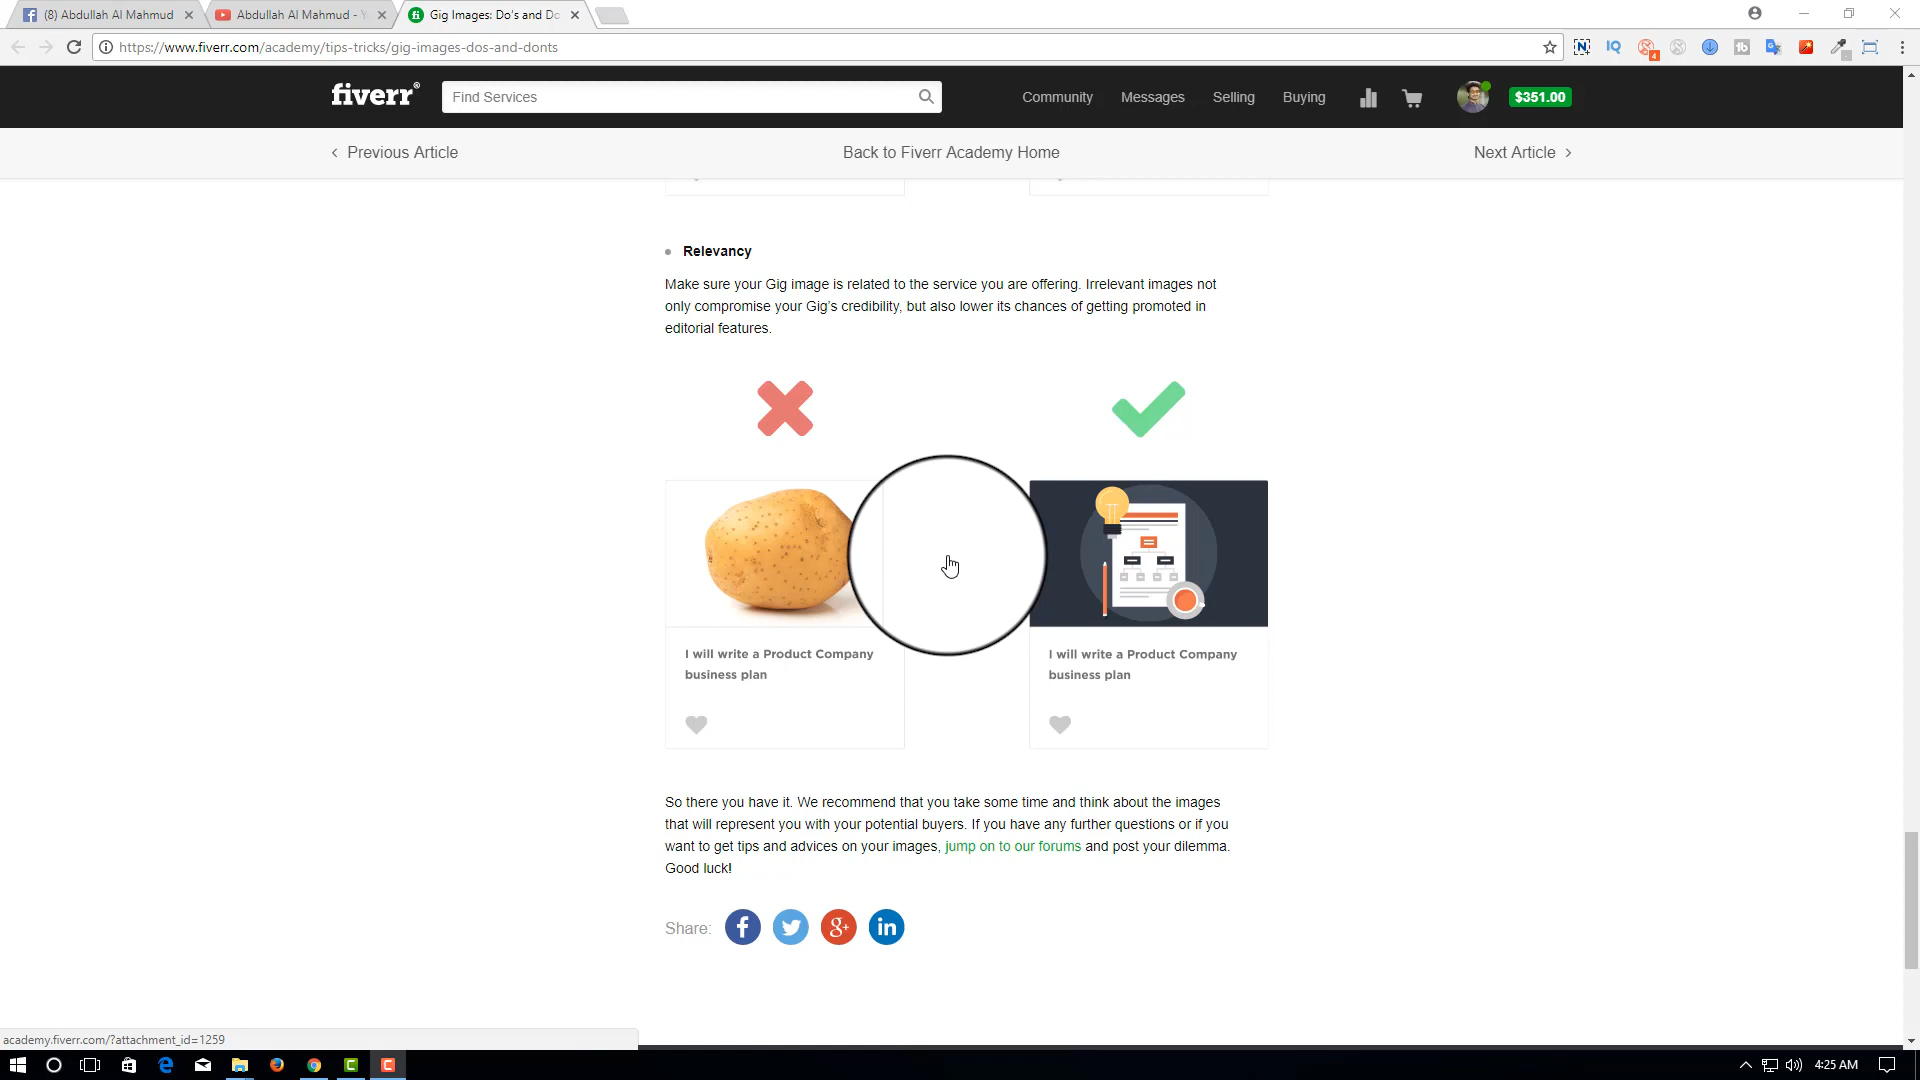 (8) Abdullah Al Mahmud
Abdullah Al Mahmud - Y
Gig Images: Do's and Do
https://www.fiverr.com/academy/tips-tricks/gig-images-dos-and-donts
fiverr®
Find Services
Community
Messages
Selling
Buying
$351.00
Previous Article
Back to Fiverr Academy Home
Next Article
Relevancy
Make sure your Gig image is related to the service you are offering. Irrelevant images not
only compromise your Gig's credibility, but also lower its chances of getting promoted in
editorial features.
I will write a Product Company
business plan
I will write a Product Company
business plan
So there you have it. We recommend that you take some time and think about the images
that will represent you with your potential buyers. If you have any further questions or if you
want to get tips and advices on your images, jump on to our forums and post your dilemma.
Good luck!
Share:
academy.fiverr.com/?attachment_id=1259
4:25 AM